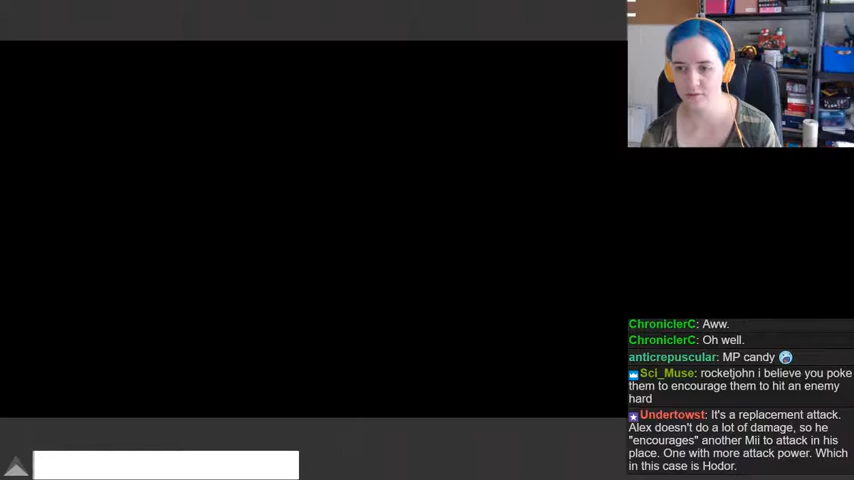 ChroniclerC: Aww.
ChroniclerC: Oh well.
anticrepuscular: MP candy
Sci_Muse: rocketjohn i believe you poke
them to encourage them to hit an enemy
hard
Undertowst: It's a replacement attack.
Alex doesn't do a lot of damage, so he
"encourages" another Mii to attack in his
place. One with more attack power. Which
in this case is Hodor.